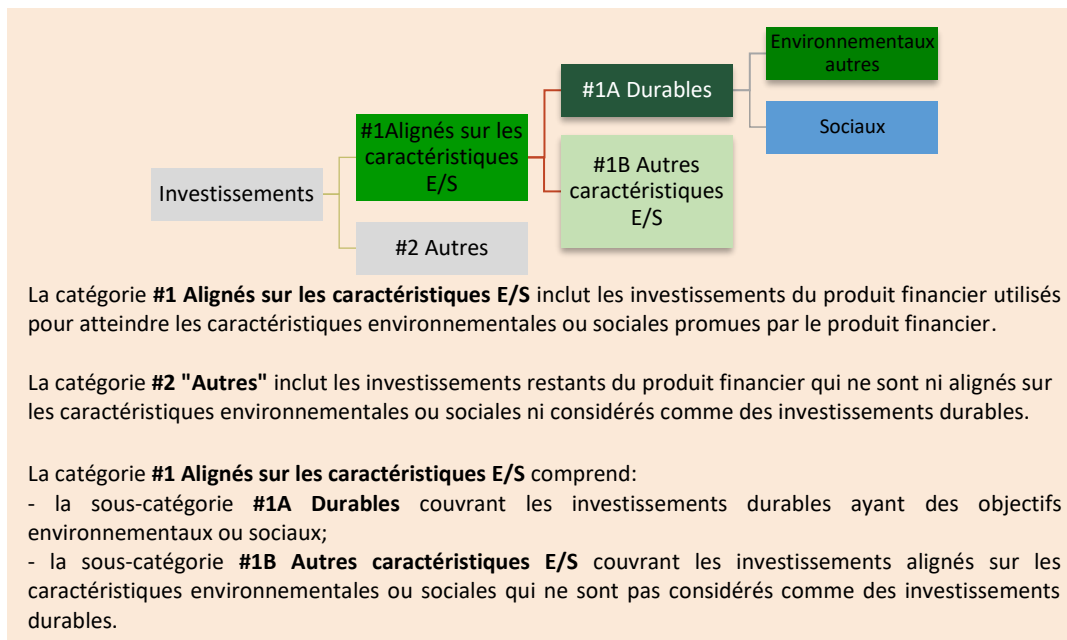 Environnementaux
autres
#1A Durables
Sociaux
#1Alignés sur les
caractéristiques
E/S
#1B Autres
caractéristiques
E/S
Investissements
#2 Autres
La catégorie #1 Alignés sur les caractéristiques E/S inclut les investissements du produit financier utilisés
pour atteindre les caractéristiques environnementales ou sociales promues par le produit financier.
La catégorie #2 "Autres" inclut les investissements restants du produit financier qui ne sont ni alignés sur
les caractéristiques environnementales ou sociales ni considérés comme des investissements durables.
La catégorie #1 Alignés sur les caractéristiques E/S comprend:
- la sous-catégorie #1A Durables couvrant les investissements durables ayant des objectifs
environnementaux ou sociaux;
- la sous-catégorie #1B Autres caractéristiques E/S couvrant les investissements alignés sur les
caractéristiques environnementales ou sociales qui ne sont pas considérés comme des investissements
durables.